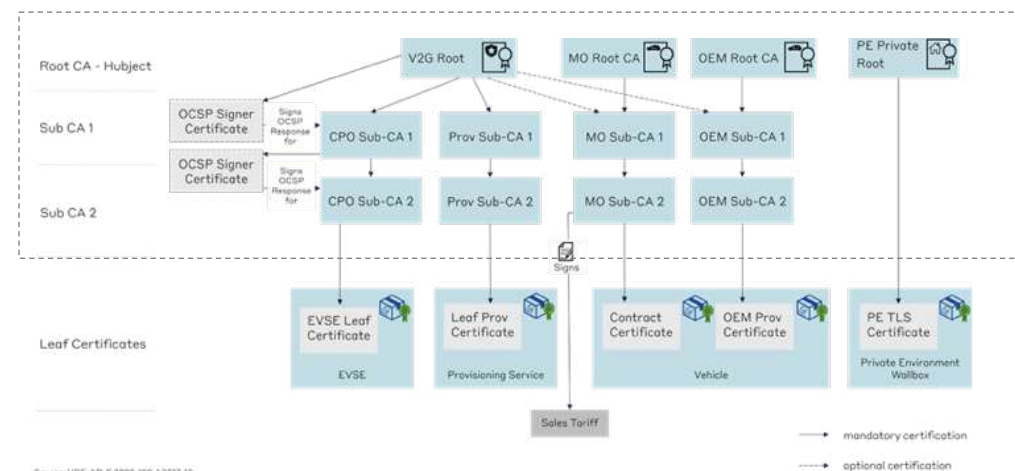 Root CA - Hubject
V2G Root
MO Root CA
OEM Root CA
PE Private
Root
Sub CA 1
OCSP Signer
Certificate
Signs
OCSP
Response
for
CPO Sub-CA 1
Prov Sub-CA 1
MO Sub-CA 1
OEM Sub-CA 1
OCSP Signer
Certificate
Signs
OCSP
Response
for
Sub CA 2
CPO Sub-CA 2
Prov Sub-CA 2
MO Sub-CA 2
OEM Sub-CA 2
Signs
Leaf Certificates
EVSE Leaf
Certificate
EVSE
Leaf Prov
Certificate
Provisioning Service
Contract
Certificate
OEM Prov
Certificate
Vehicle
PE TLS
Certificate
Private Environment
Wallbox
Sales Tariff
mandatory certification
optional certification